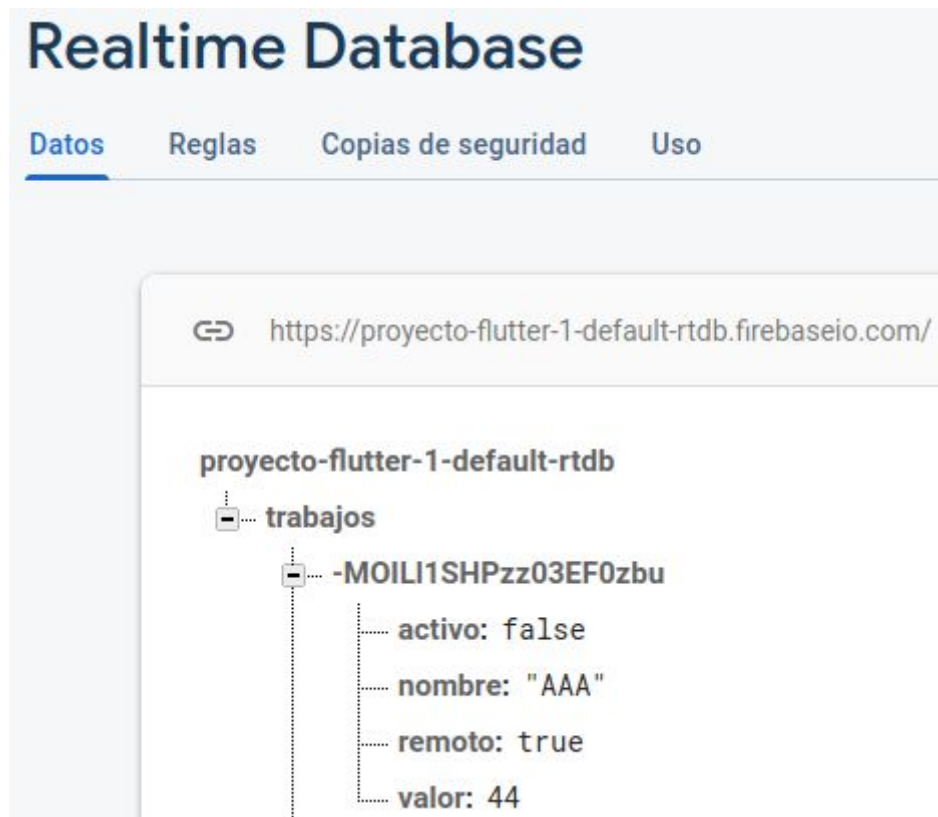 Realtime Database
Datos Reglas Copias de seguridad Uso
https://proyecto-flutter-1-default-rtdb.firebaseio.com/
proyecto-flutter-1-default-rtdb
trabajos
-MOILI1SHPzz03EF0zbu
activo: false
nombre: "AAA"
remoto: true
valor: 44